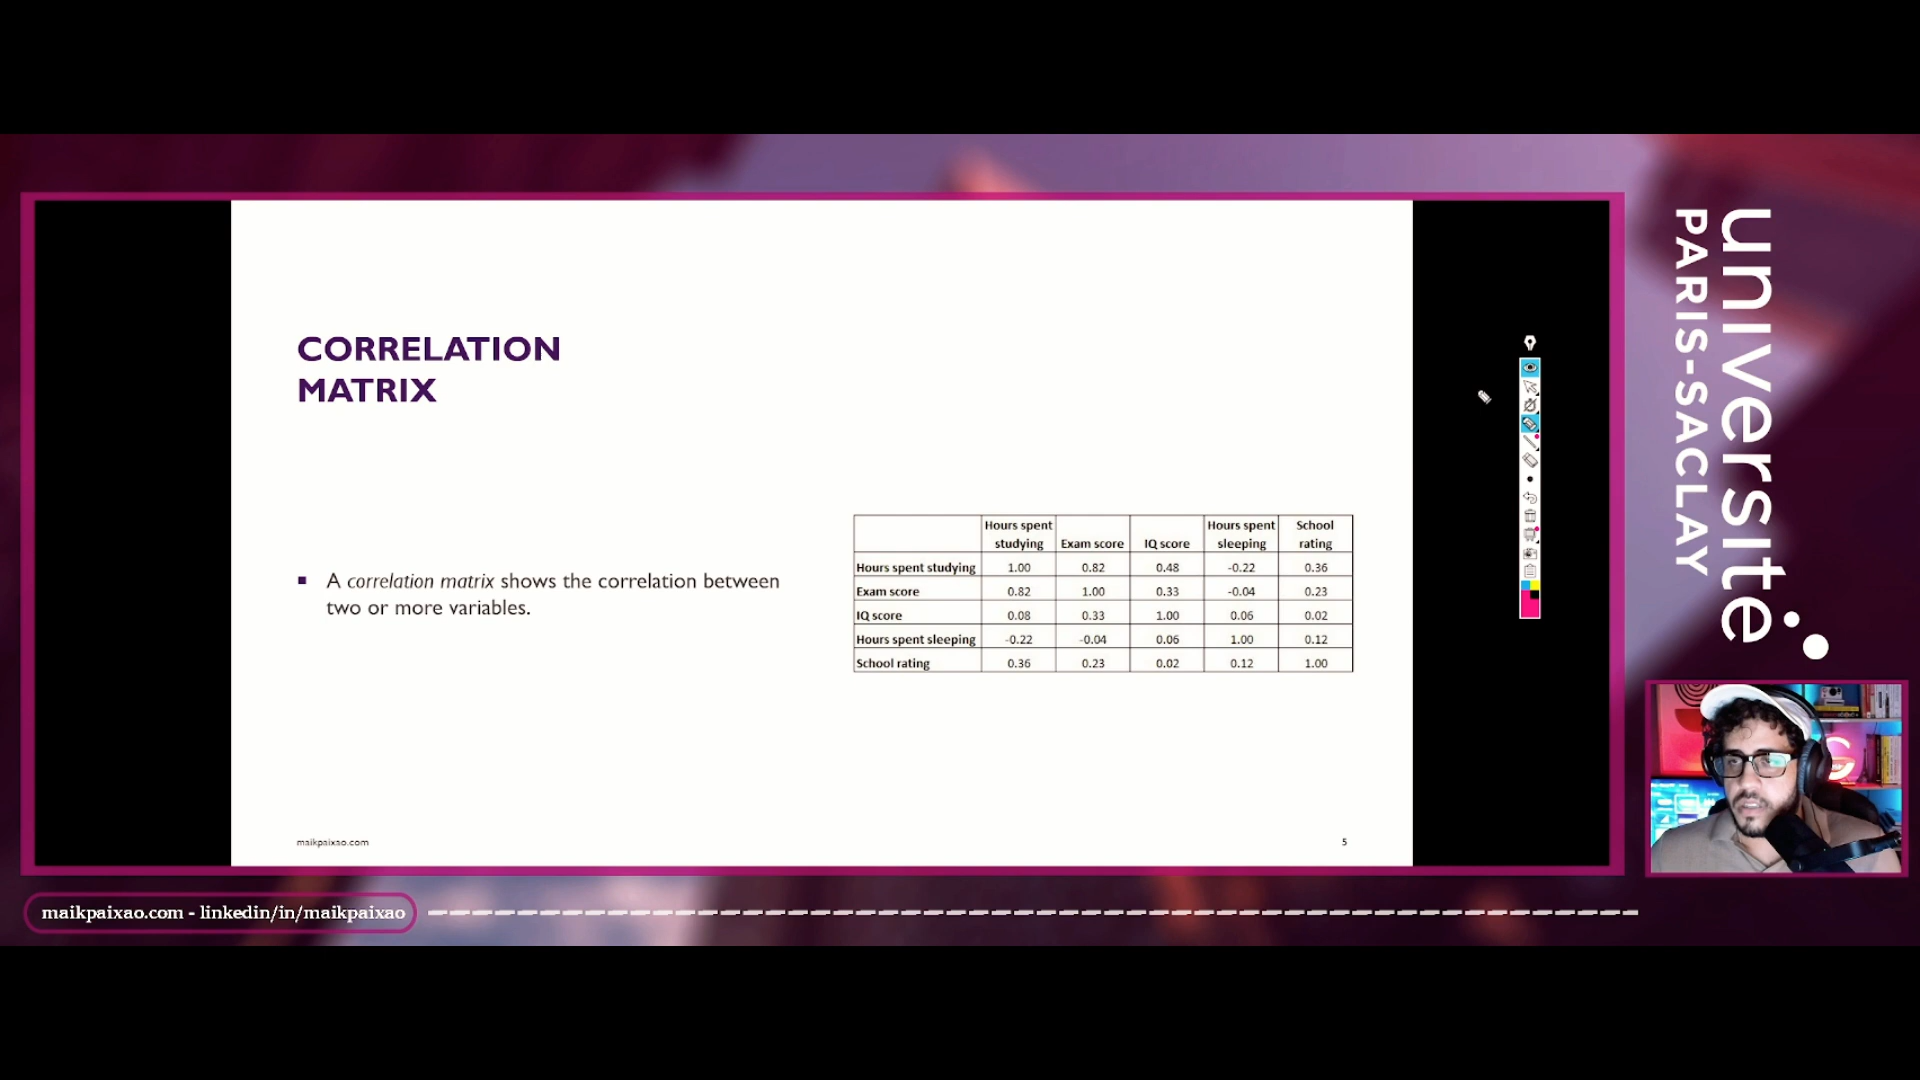 CORRELATION
MATRIX
▪ A correlation matrix shows the correlation between
two or more variables.
Hours spent studying Exam score IQ score Hours spent sleeping School rating
Hours spent studying 1.00 0.82 0.48 -0.22 0.36
Exam score 0.82 1.00 0.33 -0.04 0.23
IQ score 0.08 0.33 1.00 0.06 0.02
Hours spent sleeping -0.22 -0.04 0.06 1.00 0.12
School rating 0.36 0.23 0.02 0.12 1.00
maikpaixao.com
5
université
PARIS-SACLAY
maikpaixao.com - linkedin/in/maikpaixao